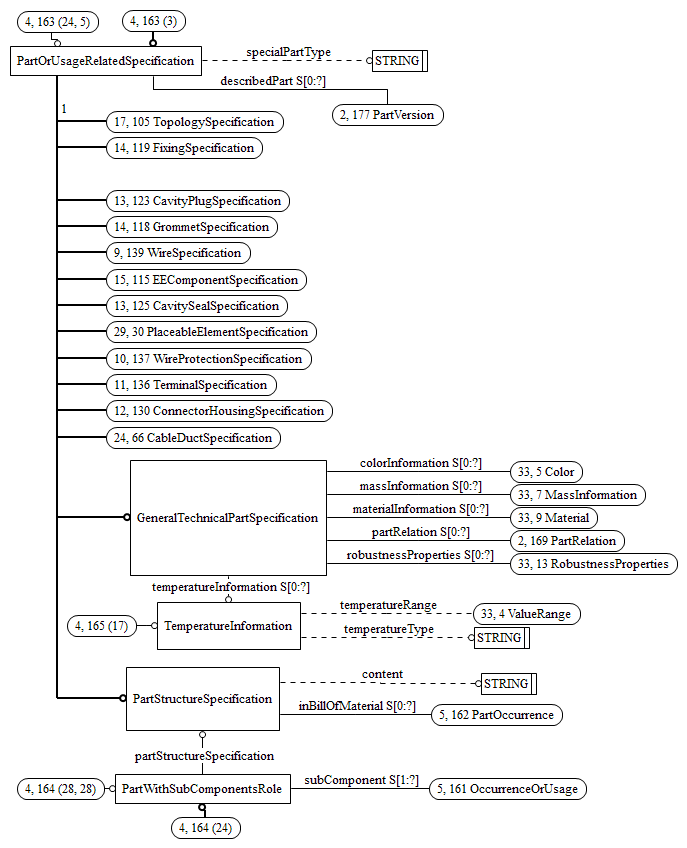 4, 163 (24, 5)
4, 163 (3)
PartOrUsageRelatedSpecification
specialPartType
STRING
describedPart S[0:?]
2, 177 PartVersion
1
17, 105 TopologySpecification
14, 119 FixingSpecification
13, 123 CavityPlugSpecification
14, 118 GrommetSpecification
9, 139 WireSpecification
15, 115 EEComponentSpecification
13, 125 CavitySealSpecification
29, 30 PlaceableElementSpecification
10, 137 WireProtectionSpecification
11, 136 TerminalSpecification
12, 130 ConnectorHousingSpecification
24, 66 CableDuctSpecification
GeneralTechnicalPartSpecification
colorInformation S[0:?]
33, 5 Color
massInformation S[0:?]
33, 7 MassInformation
materialInformation S[0:?]
33, 9 Material
partRelation S[0:?]
2, 169 PartRelation
robustnessProperties S[0:?]
33, 13 RobustnessProperties
temperatureInformation S[0:?]
4, 165 (17)
TemperatureInformation
temperatureRange
33, 4 ValueRange
temperatureType
STRING
PartStructureSpecification
content
STRING
inBillOfMaterial S[0:?]
5, 162 PartOccurrence
partStructureSpecification
4, 164 (28, 28)
PartWithSubComponentsRole
subComponent S[1:?]
5, 161 OccurrenceOrUsage
4, 164 (24)